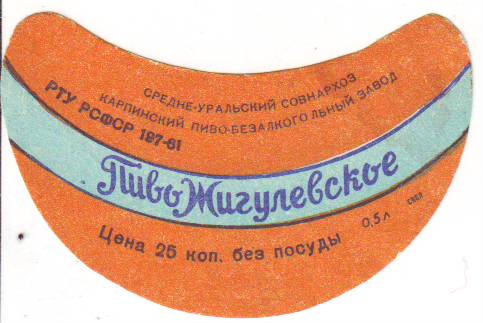 СРЕДНЕ-УРАЛЬСКИЙ СОВНАРХОЗ
КАРПИНСКИЙ ПИВО-БЕЗАЛКОГОЛЬНЫЙ ЗАВОД
РТУ РСФСР 197-61
Пиво Жигулевское
0,5 л
Цена 25 коп. без посуды